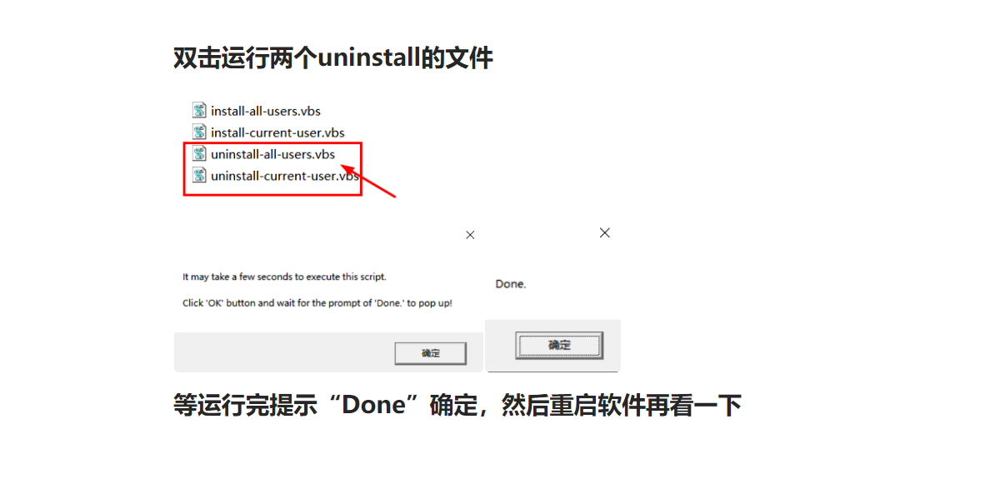 双击运行两个uninstall的文件
install-all-users.vbs
install-current-user.vbs
uninstall-all-users.vbs
uninstall-current-user.vbs
It may take a few seconds to execute this script.
Click 'OK' button and wait for the prompt of 'Done.' to pop up!
确定
Done.
确定
等运行完提示“Done”确定，然后重启软件再看一下